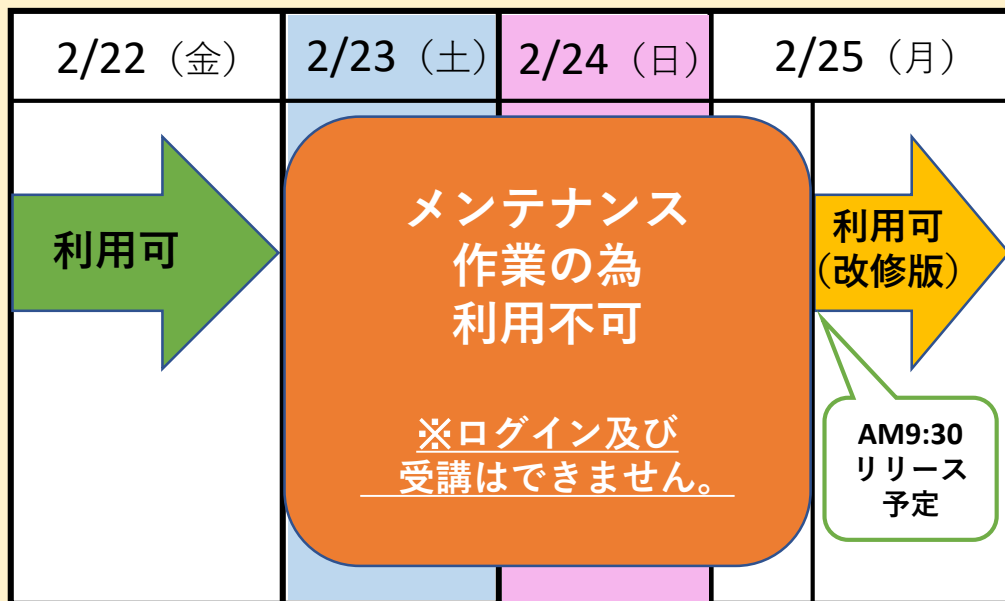 2/22（金）
2/23（土）
2/24（日）
2/25（月）
利用可
メンテナンス
作業の為
利用不可
※ログイン及び
受講はできません。
利用可
（改修版）
AM9:30
リリース
予定